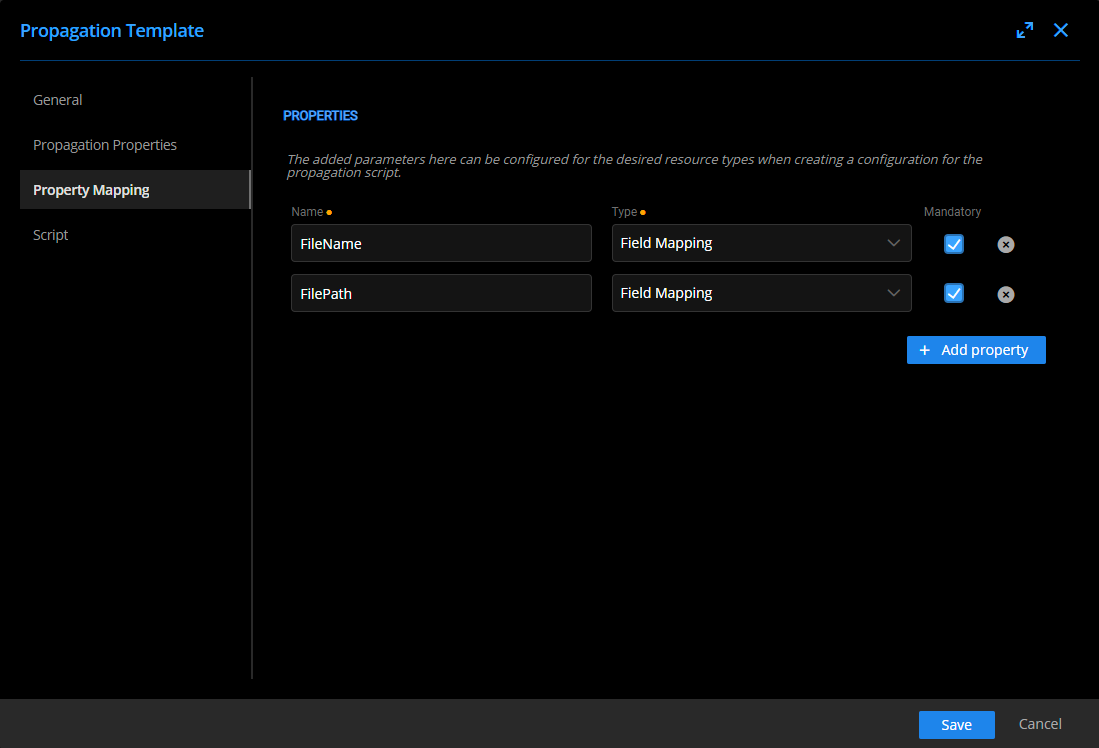 Propagation Template
General
Propagation Properties
Property Mapping
Script
PROPERTIES
The added parameters here can be configured for the desired resource types when creating a configuration for the
propagation script.
Name Type Mandatory
FileName Field Mapping
FilePath Field Mapping
+ Add property
Save Cancel